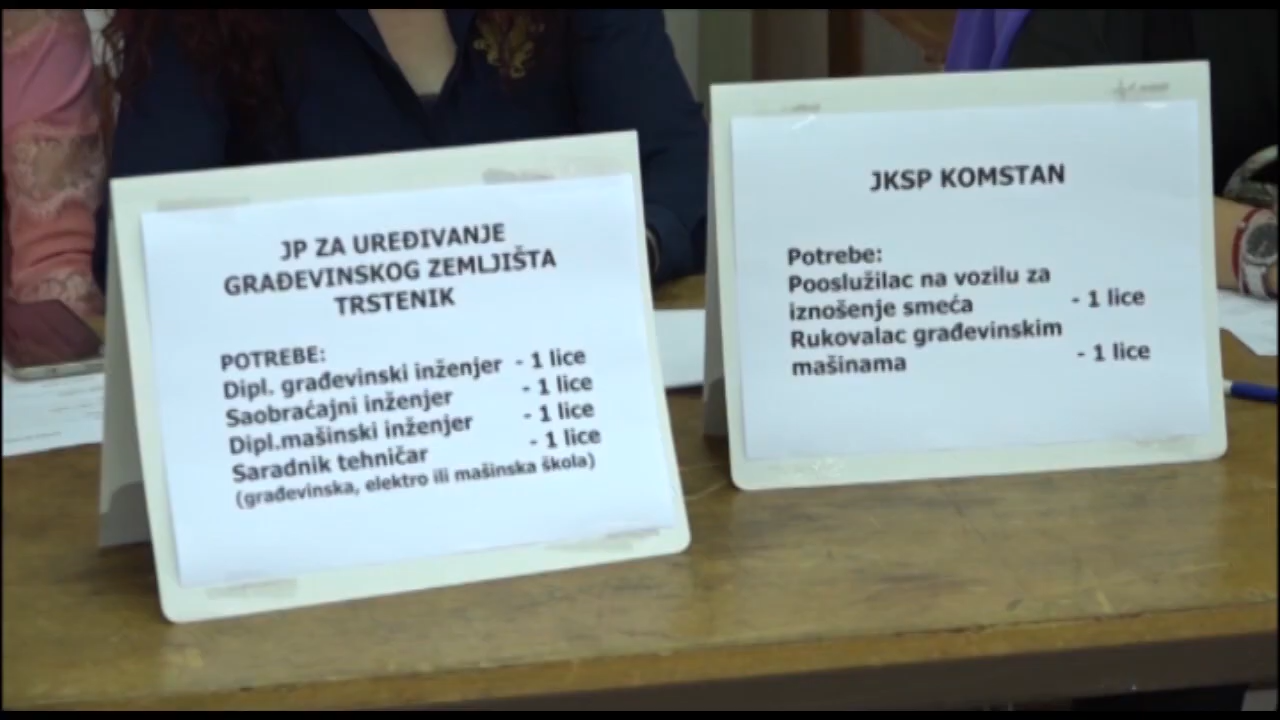 JP ZA UREĐIVANJE
GRAĐEVINSKOG ZEMLJIŠTA
TRSTENIK
POTREBE:
Dipl. građevinski inženjer - 1 lice
Saobraćajni inženjer - 1 lice
Dipl.mašinski inženjer - 1 lice
Saradnik tehničar - 1 lice
(građevinska, elektro ili mašinska škola)
JKSP KOMSTAN
Potrebe:
Pooslužilac na vozilu za
iznošenje smeća - 1 lice
Rukovalac građevinskim
mašinama - 1 lice